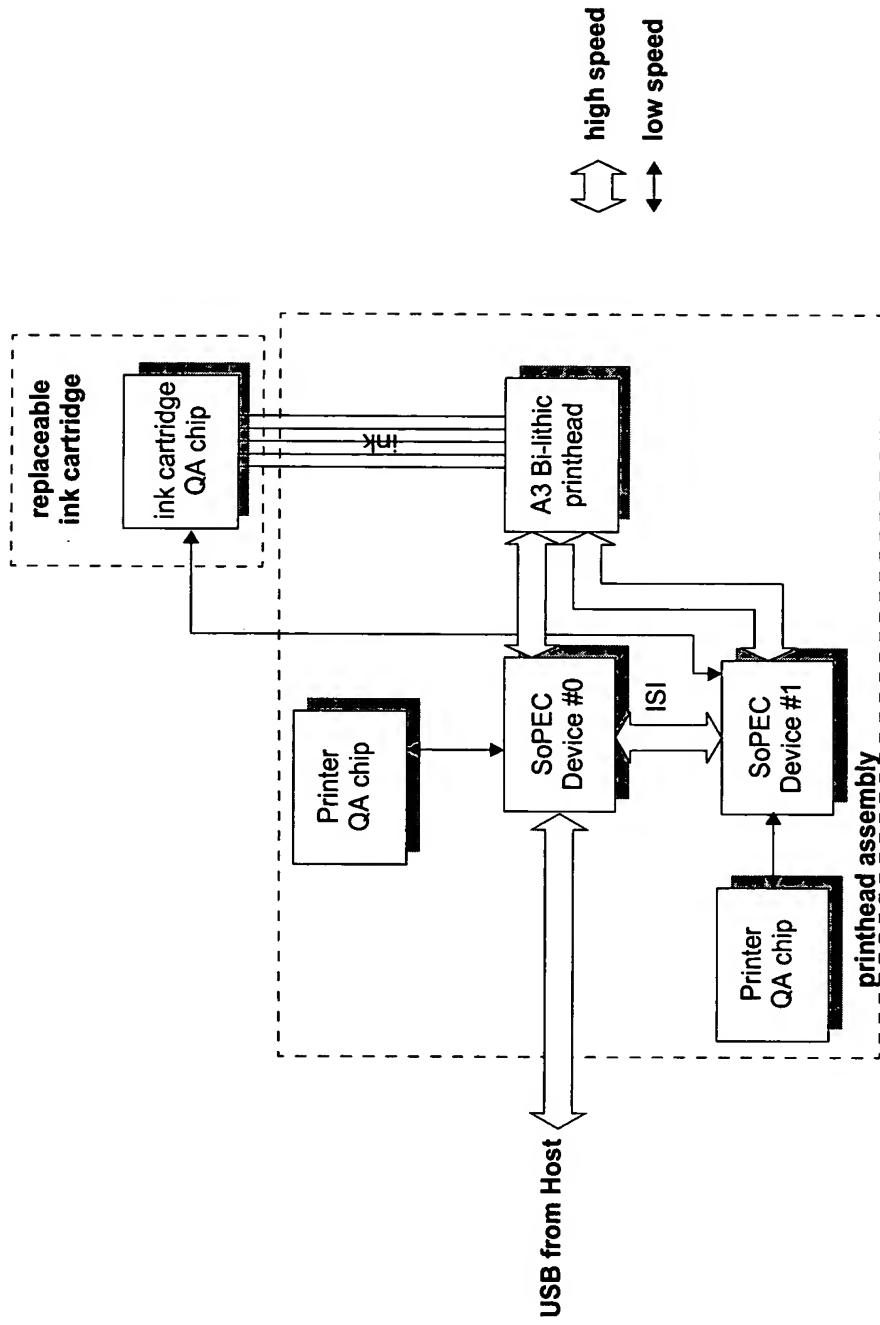 replaceable
ink cartridge
ink cartridge
QA chip
ink
Printer
QA chip
SoPEC
Device #0
A3 Bi-lithic
printhead
ISI
SoPEC
Device #1
Printer
QA chip
printhead assembly
USB from Host
high speed
low speed